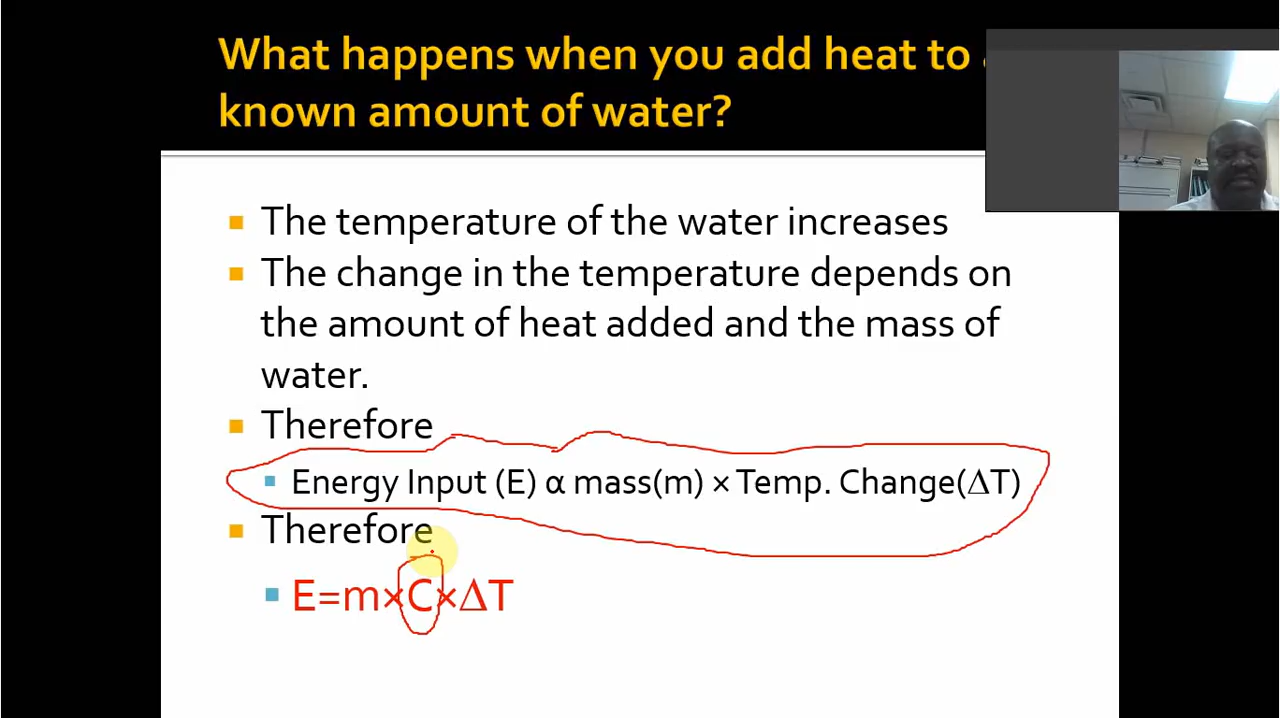 What happens when you add heat to
known amount of water?
The temperature of the water increases
The change in the temperature depends on
the amount of heat added and the mass of
water.
Therefore
Energy Input (E) α mass(m) × Temp. Change(∆T)
Therefore
E=m×C×∆T